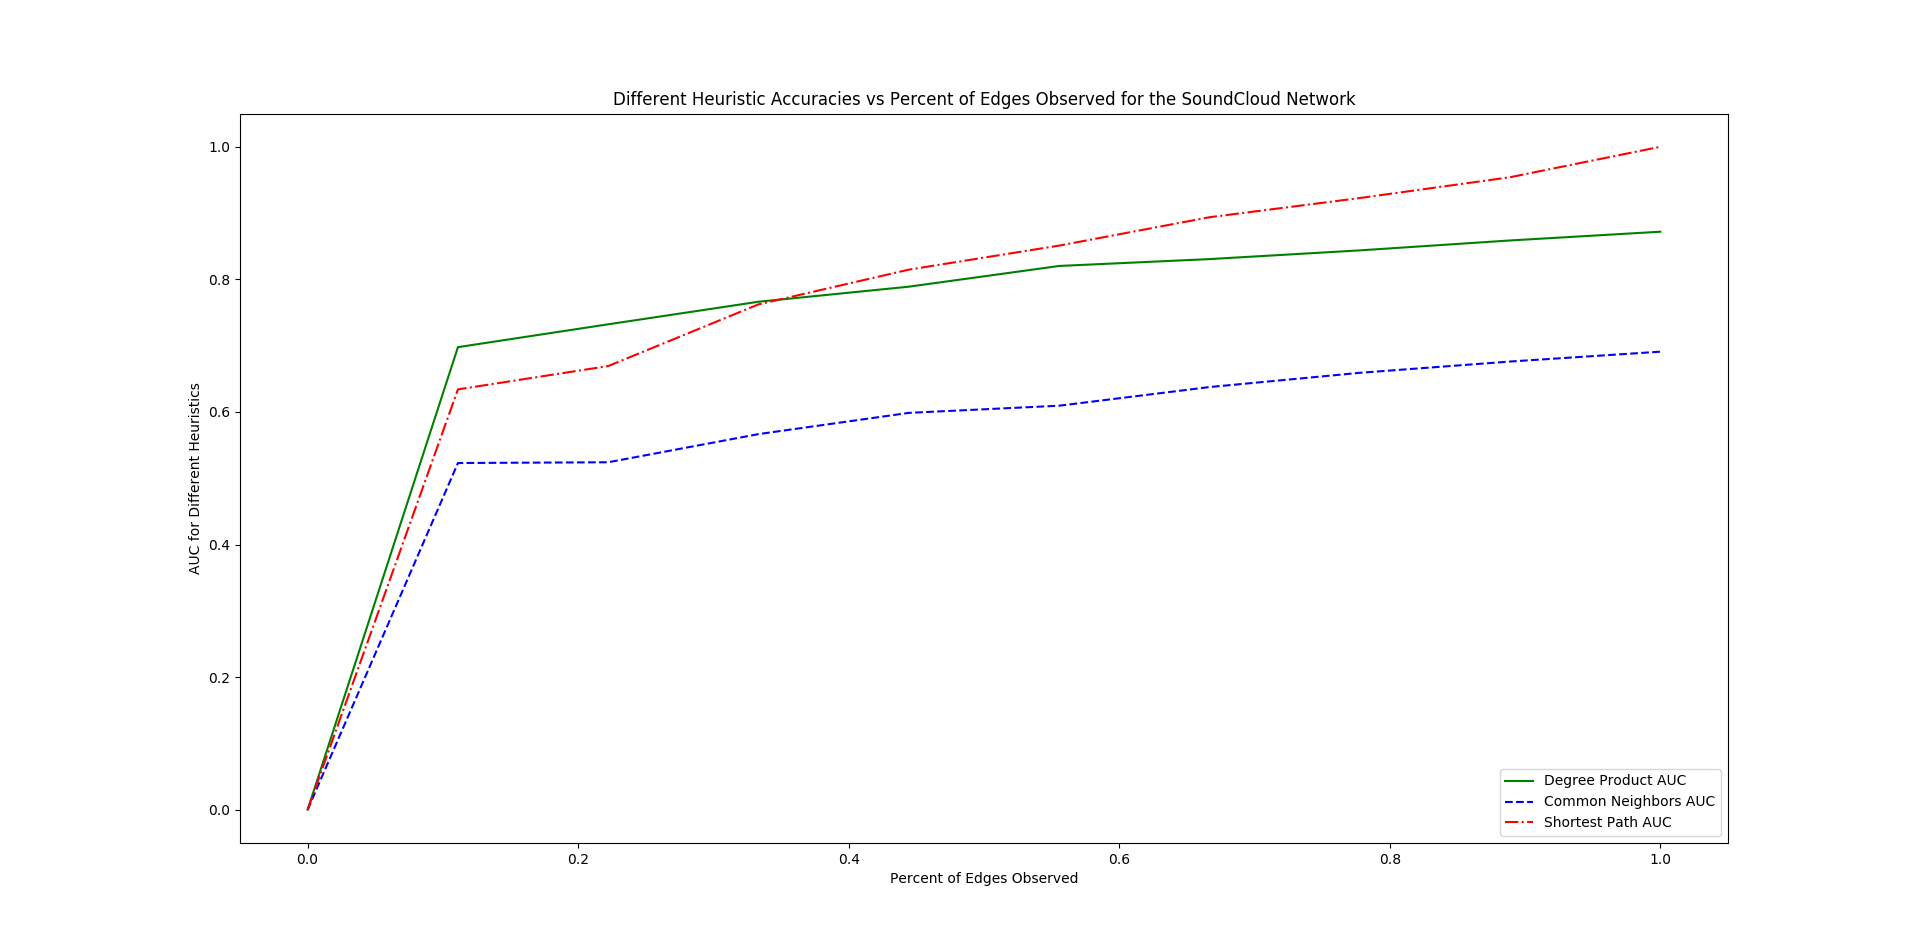 Different Heuristic Accuracies vs Percent of Edges Observed for the SoundCloud Network
1.0
0.8
0.6
0.4
0.2
0.0
AUC for Different Heuristics
0.0 0.2 0.4 0.6 0.8 1.0
Percent of Edges Observed
Degree Product AUC
Common Neighbors AUC
Shortest Path AUC